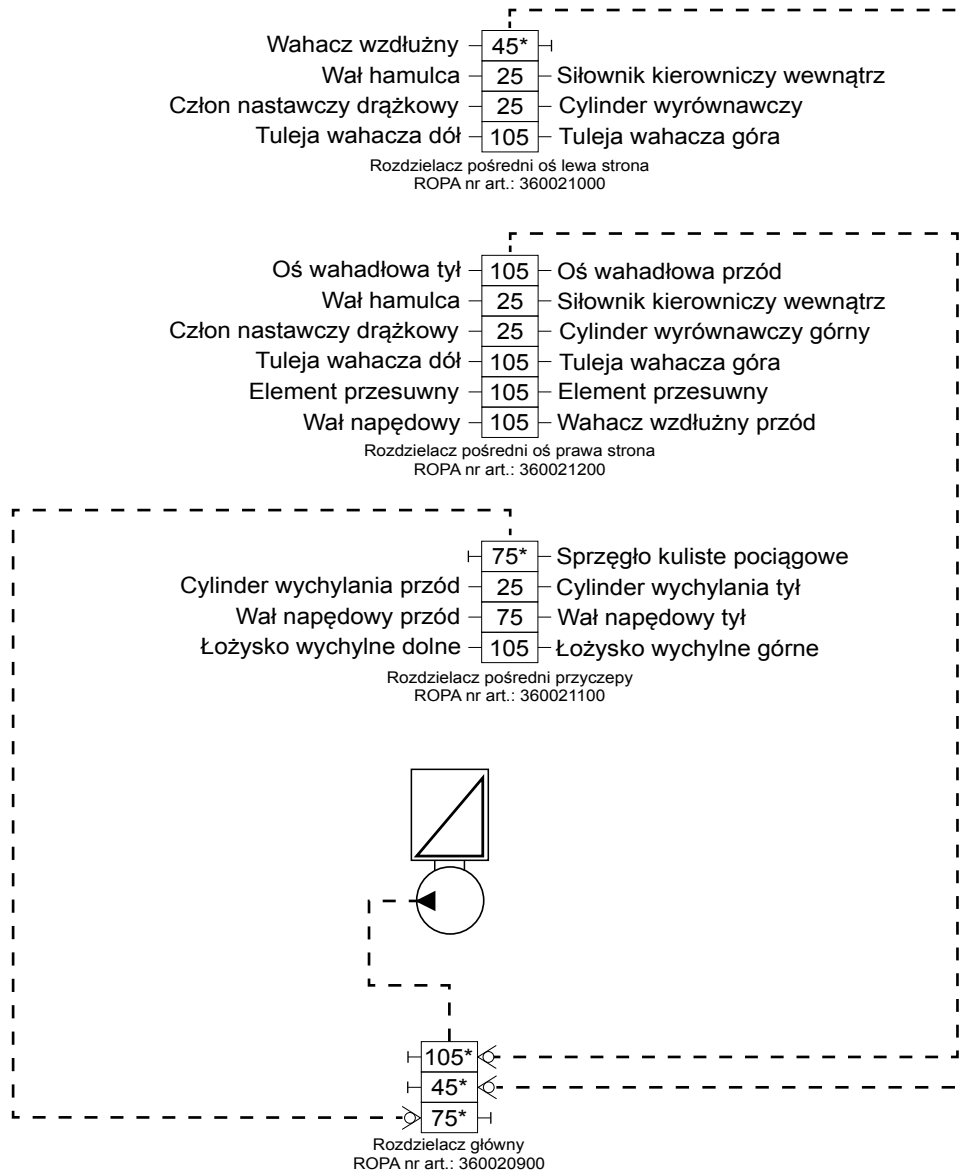 Wahacz wzdłużny 45*
Wał hamulca 25 Siłownik kierowniczy wewnątrz
Człon nastawczy drążkowy 25 Cylinder wyrównawczy
Tuleja wahacza dół 105 Tuleja wahacza góra
Rozdzielacz pośredni oś lewa strona
ROPA nr art.: 360021000
Oś wahadłowa tył 105 Oś wahadłowa przód
Wał hamulca 25 Siłownik kierowniczy wewnątrz
Człon nastawczy drążkowy 25 Cylinder wyrównawczy górny
Tuleja wahacza dół 105 Tuleja wahacza góra
Element przesuwny 105 Element przesuwny
Wał napędowy 105 Wahacz wzdłużny przód
Rozdzielacz pośredni oś prawa strona
ROPA nr art.: 360021200
75* Sprzęgło kuliste pociągowe
Cylinder wychylania przód 25 Cylinder wychylania tył
Wał napędowy przód 75 Wał napędowy tył
Łożysko wychylne dolne 105 Łożysko wychylne górne
Rozdzielacz pośredni przyczepy
ROPA nr art.: 360021100
105*
45*
75*
Rozdzielacz główny
ROPA nr art.: 360020900